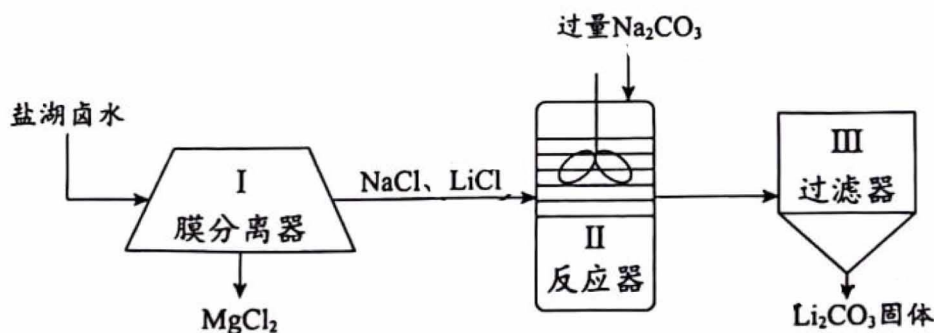 过量Na₂CO₃
盐湖卤水
I
膜分离器
NaCl、LiCl
II
反应器
III
过滤器
MgCl₂
Li₂CO₃固体